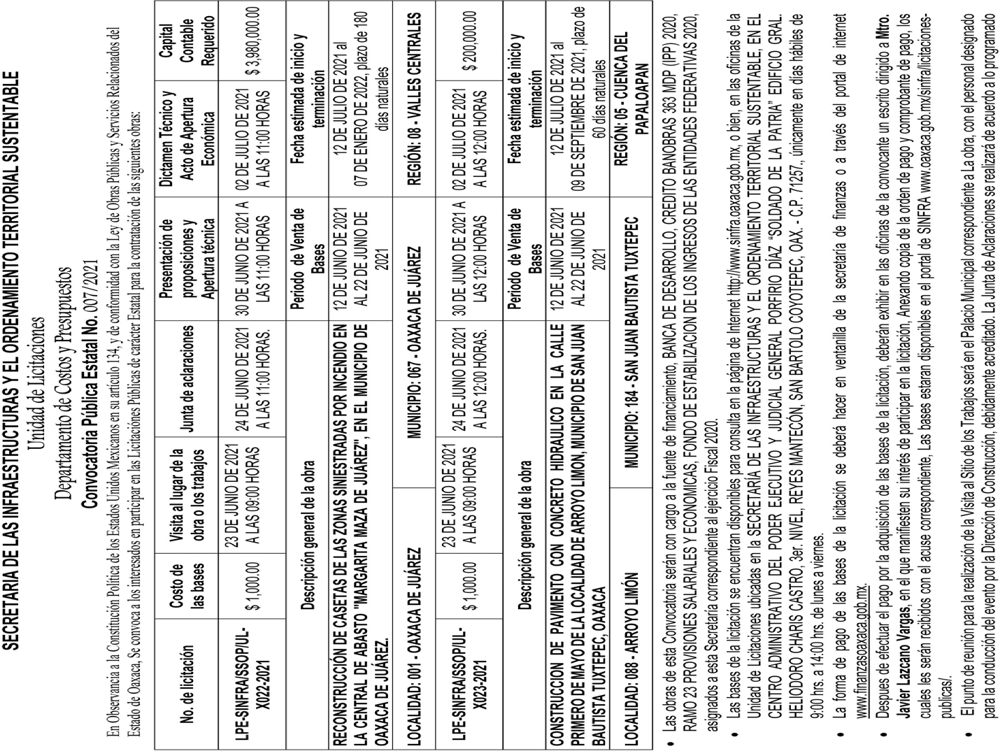 SECRETARIA DE LAS INFRAESTRUCTURAS Y EL ORDENAMIENTO TERRITORIAL SUSTENTABLE
Unidad de Licitaciones
Departamento de Costos y Presupuestos
Convocatoria Pública Estatal No. 007/2021
En Observancia a la Constitución Política de los Estados Unidos Mexicanos en su artículo 134, y de conformidad con la Ley de Obras Públicas y Servicios Relacionados del
Estado de Oaxaca, Se convoca a los interesados en participar en las Licitaciónes Públicas de carácter Estatal para la contratación de las siguientes obras:
No. de licitación
Costo de
las bases
Visita al lugar de la
obra o los trabajos
Junta de aclaraciones
Presentación de
proposiciones y
Apertura técnica
Dictamen Técnico y
Acto de Apertura
Económica
Capital
Contable
Requerido
LPE-SINFRA/SSOP/UL-
X022-2021
$ 1,000.00
23 DE JUNIO DE 2021
A LAS 09:00 HORAS
24 DE JUNIO DE 2021
A LAS 11:00 HORAS.
30 DE JUNIO DE 2021 A
LAS 11:00 HORAS
02 DE JULIO DE 2021
A LAS 11:00 HORAS
$ 3,980,000.00
Descripción general de la obra
Periodo de Venta de
Bases
Fecha estimada de inicio y
terminación
RECONSTRUCCIÓN DE CASETAS DE LAS ZONAS SINIESTRADAS POR INCENDIO EN
LA CENTRAL DE ABASTO "MARGARITA MAZA DE JUÁREZ", EN EL MUNICIPIO DE
OAXACA DE JUÁREZ.
12 DE JUNIO DE 2021
AL 22 DE JUNIO DE
2021
12 DE JULIO DE 2021 al
07 DE ENERO DE 2022, plazo de 180
días naturales
LOCALIDAD: 001 - OAXACA DE JUÁREZ
MUNICIPIO: 067 - OAXACA DE JUÁREZ
REGIÓN: 08 - VALLES CENTRALES
LPE-SINFRA/SSOP/UL-
X023-2021
$ 1,000.00
23 DE JUNIO DE 2021
A LAS 09:00 HORAS
24 DE JUNIO DE 2021
A LAS 12:00 HORAS.
30 DE JUNIO DE 2021 A
LAS 12:00 HORAS
02 DE JULIO DE 2021
A LAS 12:00 HORAS
$ 200,000.00
Descripción general de la obra
Periodo de Venta de
Bases
Fecha estimada de inicio y
terminación
CONSTRUCCION DE PAVIMENTO CON CONCRETO HIDRAULICO EN LA CALLE
PRIMERO DE MAYO DE LA LOCALIDAD DE ARROYO LIMON, MUNICIPIO DE SAN JUAN
BAUTISTA TUXTEPEC, OAXACA
12 DE JUNIO DE 2021
AL 22 DE JUNIO DE
2021
12 DE JULIO DE 2021 al
09 DE SEPTIEMBRE DE 2021, plazo de
60 días naturales
LOCALIDAD: 088 - ARROYO LIMÓN
MUNICPIO: 184 - SAN JUAN BAUTISTA TUXTEPEC
REGIÓN: 05 - CUENCA DEL
PAPALOAPAN
• Las obras de esta Convocatoria serán con cargo a la fuente de financiamiento, BANCA DE DESARROLLO, CREDITO BANOBRAS 363 MDP (IPP) 2020,
RAMO 23 PROVISIONES SALARIALES Y ECONOMICAS, FONDO DE ESTABILIZACION DE LOS INGRESOS DE LAS ENTIDADES FEDERATIVAS 2020,
asignados a esta Secretaría correspondiente al ejercicio Fiscal 2020.
• Las bases de la licitación se encuentran disponibles para consulta en la página de Internet http://www.sinfra.oaxaca.gob.mx, o bien, en las oficinas de la
Unidad de Licitaciones ubicadas en la SECRETARÍA DE LAS INFRAESTRUCTURAS Y EL ORDENAMIENTO TERRITORIAL SUSTENTABLE, EN EL
CENTRO ADMINISTRATIVO DEL PODER EJECUTIVO Y JUDICIAL GENERAL PORFIRIO DÍAZ "SOLDADO DE LA PATRIA" EDIFICIO GRAL.
HELIODORO CHARIS CASTRO, 3er. NIVEL, REYES MANTECÓN, SAN BARTOLO COYOTEPEC, OAX. - C.P. 71257., únicamente en días hábiles de
9:00 hrs. a 14:00 hrs. de lunes a viernes.
• La forma de pago de las bases de la licitación se deberá hacer en ventanilla de la secretaría de finanzas o a través del portal de internet
www.finanzasoaxaca.gob.mx.
• Despues de efectuar el pago por la adquisición de las bases de la licitación, deberán exhibir en las oficinas de la convocante un escrito dirigido a Mtro.
Javier Lazcano Vargas, en el que manifiesten su interés de participar en la licitación, Anexando copia de la orden de pago y comprobante de pago, los
cuales les serán recibidos con el acuse correspondiente, Las bases estaran disponibles en el portal de SINFRA www.oaxaca.gob.mx/sinfra/licitaciones-
publicas/.
• El punto de reunión para la realización de la Visita al Sitio de los Trabajos será en el Palacio Municipal correspondiente a La obra, con el personal designado
para la conducción del evento por la Dirección de Construcción, debidamente acreditado. La Junta de Aclaraciones se realizará de acuerdo a lo programado